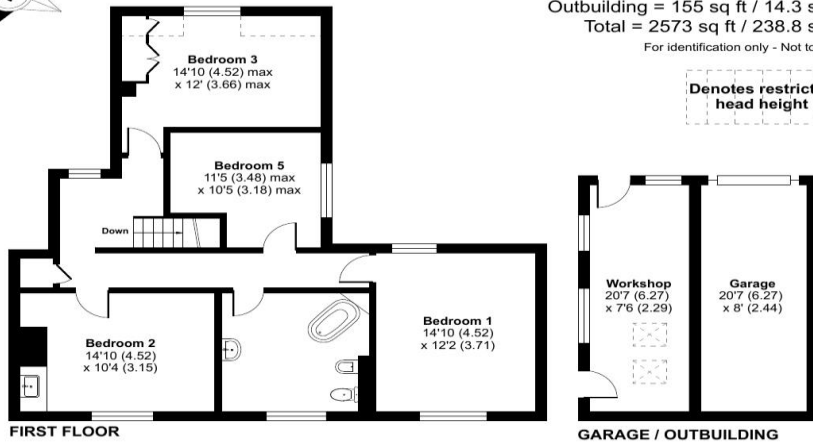 Outbuilding = 155 sq ft / 14.3 s
Total = 2573 sq ft / 238.8 s
For identification only - Not to
Denotes restrict
head height
Bedroom 3
14'10 (4.52) max
x 12' (3.66) max
Bedroom 5
11'5 (3.48) max
x 10'5 (3.18) max
Down
Bedroom 2
14'10 (4.52)
x 10'4 (3.15)
Bedroom 1
14'10 (4.52)
x 12'2 (3.71)
FIRST FLOOR
Workshop
20'7 (6.27)
x 7'6 (2.29)
Garage
20'7 (6.27)
x 8' (2.44)
GARAGE / OUTBUILDING